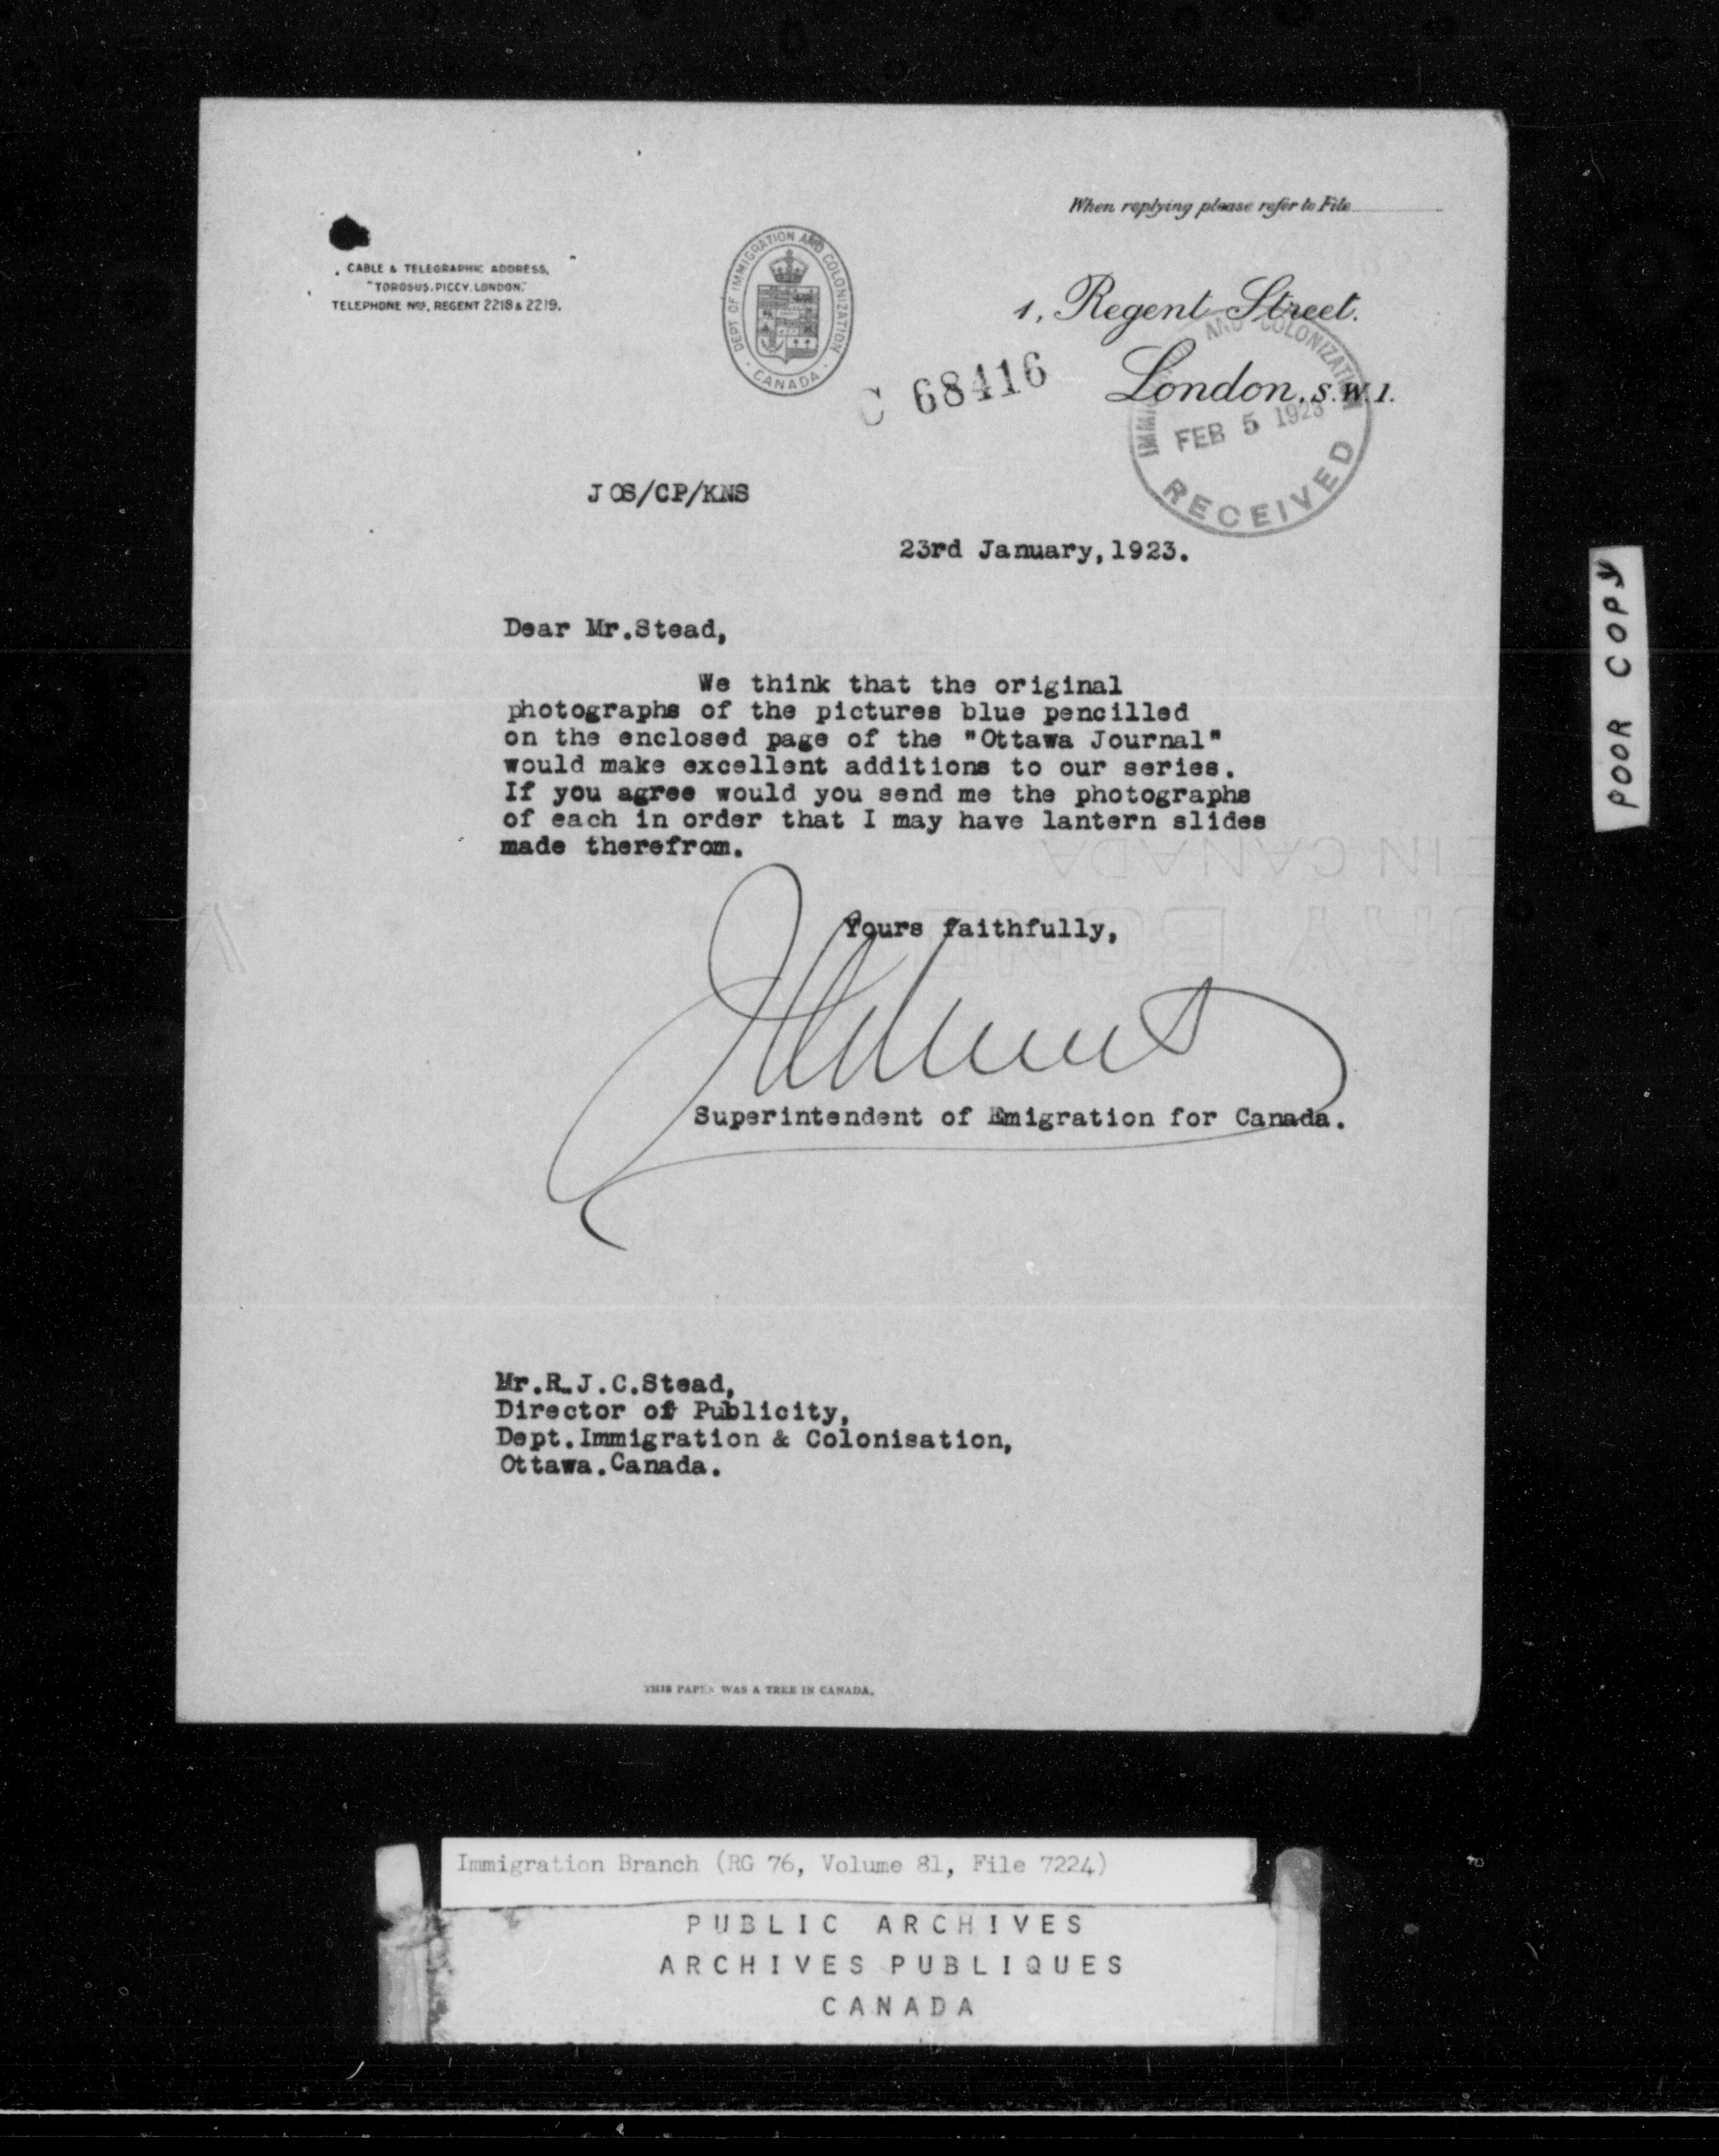 When replying please refer to File
CABLE & TELEGRAPHIC ADDRESS,
"TOROSUS, PICCY, LONDON."
TELEPHONE Nos. REGENT 2218 & 2219.
DEPT OF IMMIGRATION AND COLONIZATION
CANADA
1, Regent Street.
London, S.W.1.
C 68416
IMMI AND COLONIZATION
FEB 5 1923
RECEIVED
JOS/CP/KNS
23rd January, 1923.
Dear Mr.Stead,
We think that the original
photographs of the pictures blue pencilled
on the enclosed page of the "Ottawa Journal"
would make excellent additions to our series.
If you agree would you send me the photographs
of each in order that I may have lantern slides
made therefrom.
Yours faithfully,
Superintendent of Emigration for Canada.
Mr.R.J.C.Stead,
Director of Publicity,
Dept.Immigration & Colonisation,
Ottawa.Canada.
THIS PAPER WAS A TREE IN CANADA.
POOR COPY
Immigration Branch (RG 76, Volume 81, File 7224)
PUBLIC ARCHIVES
ARCHIVES PUBLIQUES
CANADA